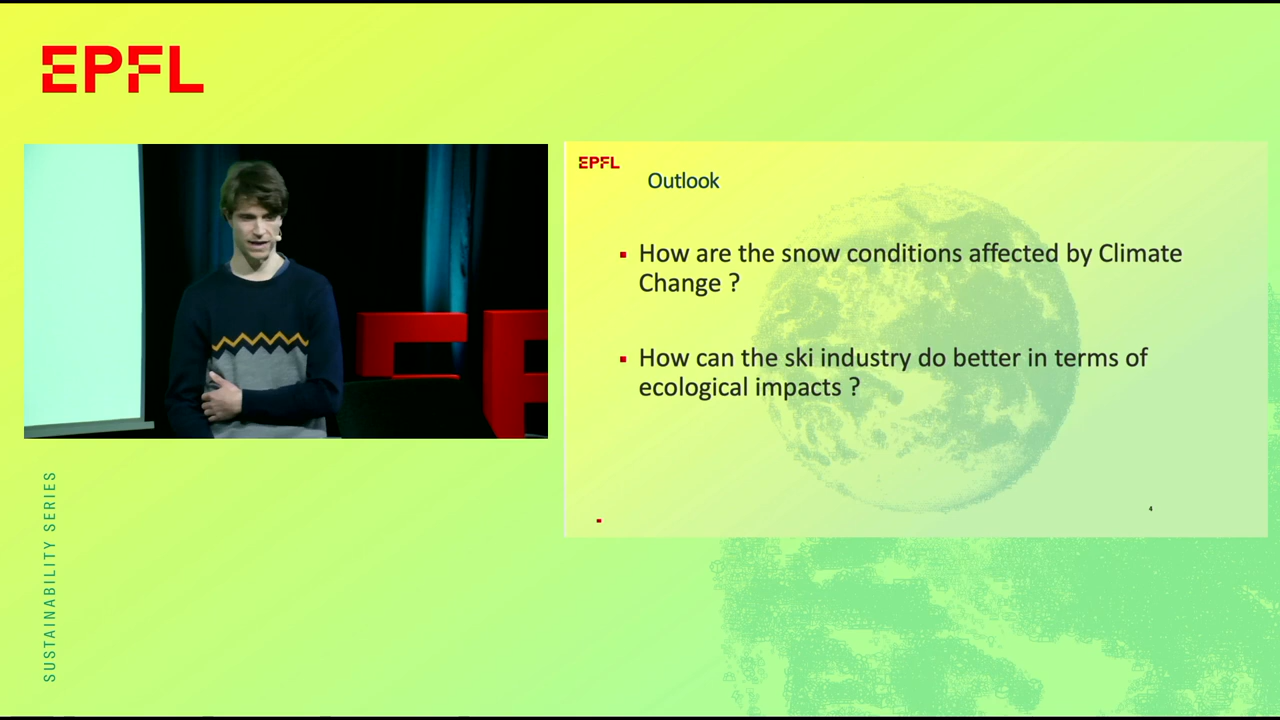 EPFL
EPFL
Outlook
▪ How are the snow conditions affected by Climate
Change ?
▪ How can the ski industry do better in terms of
ecological impacts ?
4
SUSTAINABILITY SERIES